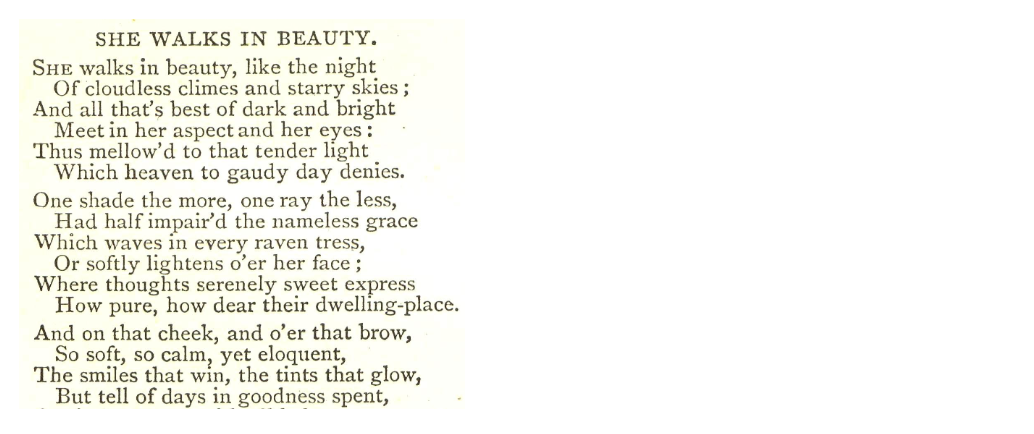 SHE WALKS IN BEAUTY.
SHE walks in beauty, like the night
Of cloudless climes and starry skies ;
And all that's best of dark and bright
Meet in her aspect and her eyes :
Thus mellow'd to that tender light
Which heaven to gaudy day denies.
One shade the more, one ray the less,
Had half impair'd the nameless grace
Which waves in every raven tress,
Or softly lightens o'er her face ;
Where thoughts serenely sweet express
How pure, how dear their dwelling-place.
And on that cheek, and o'er that brow,
So soft, so calm, yet eloquent,
The smiles that win, the tints that glow,
But tell of days in goodness spent,